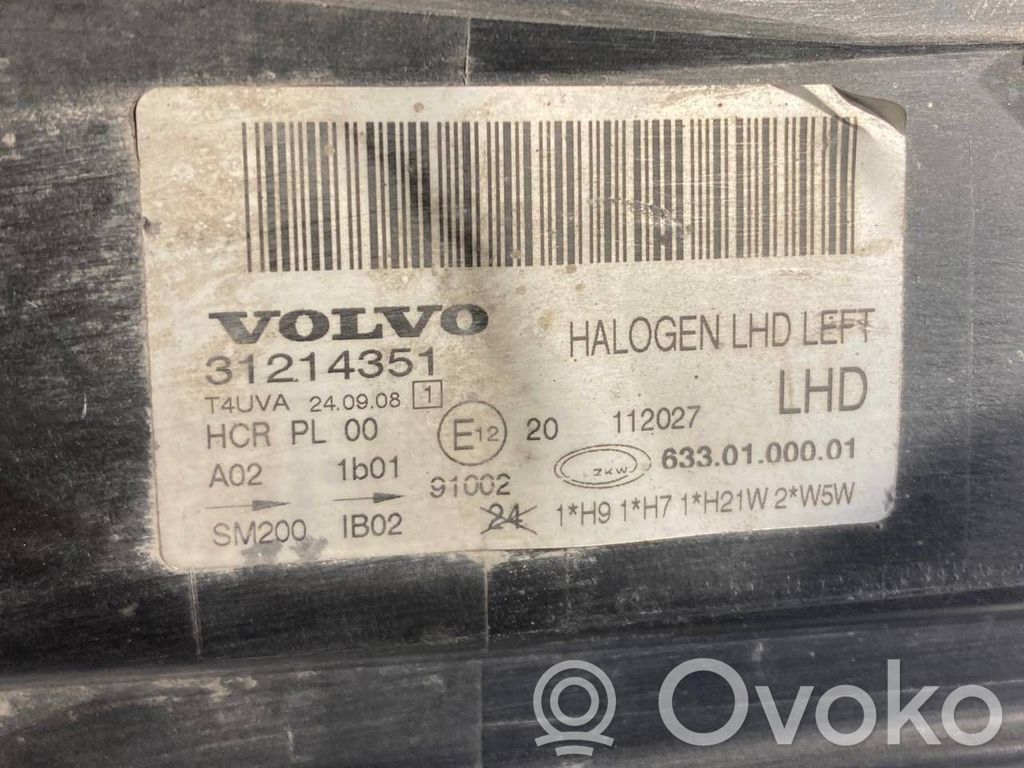 VOLVO
HALOGEN LHD LEFT
31214351
LHD
T4UVA 24.09.08 1
HCR PL 00
E12 20 112027
ZKW 633.01.000.01
A02 1b01 91002
SM200 IB02 24 1*H9 1*H7 1*H21W 2*W5W
Ovoko